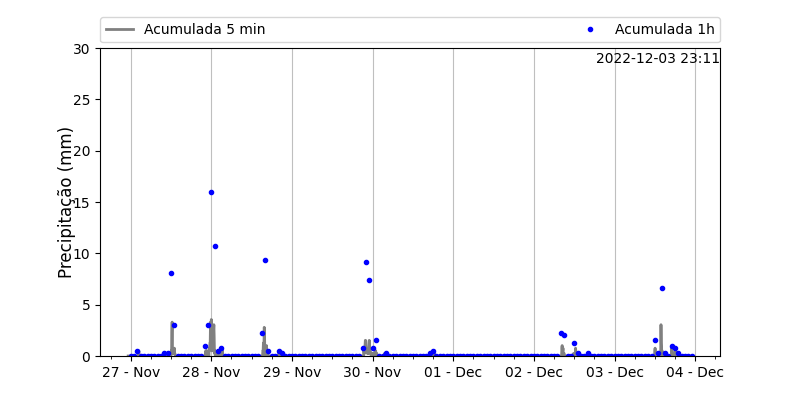 Acumulada 5 min
Acumulada 1h
2022-12-03 23:11
Precipitação (mm)
30
25
20
15
10
5
0
27 - Nov
28 - Nov
29 - Nov
30 - Nov
01 - Dec
02 - Dec
03 - Dec
04 - Dec